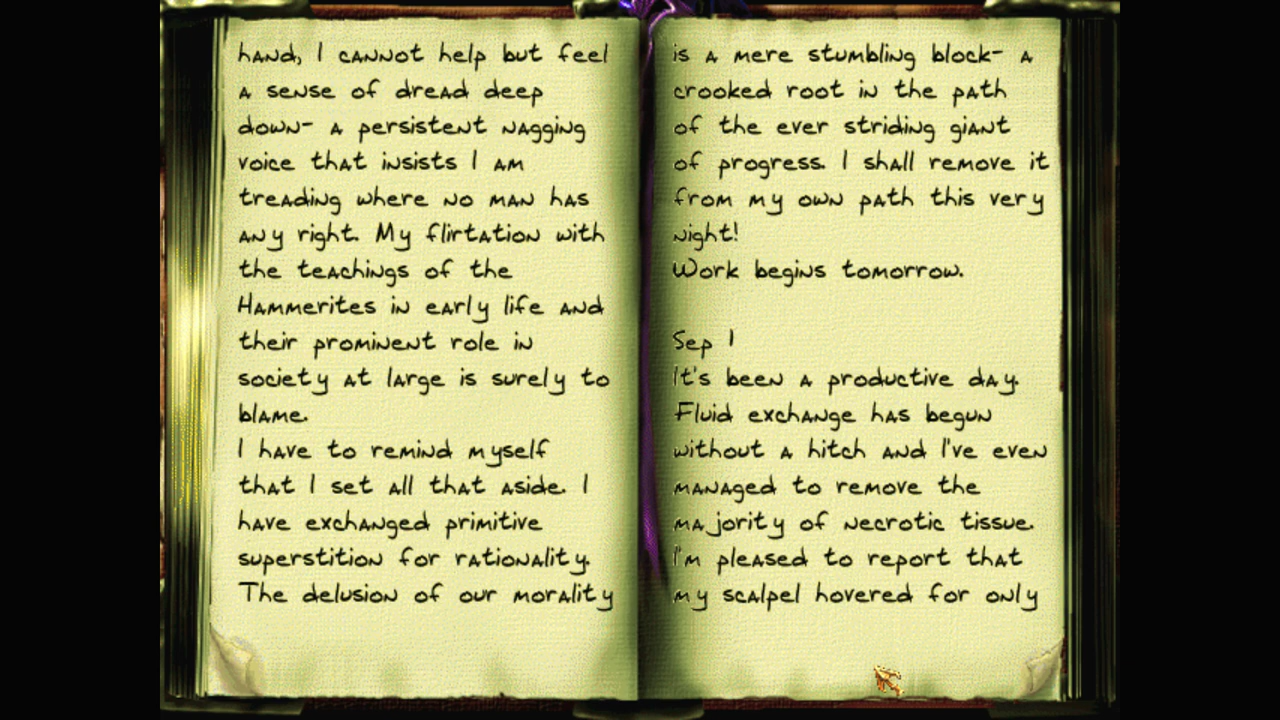 hand, I cannot help but feel
a sense of dread deep
down- a persistent nagging
voice that insists I am
treading where no man has
any right. My flirtation with
the teachings of the
Hammerites in early life and
their prominent role in
society at large is surely to
blame.
I have to remind myself
that I set all that aside. I
have exchanged primitive
superstition for rationality.
The delusion of our morality
is a mere stumbling block- a
crooked root in the path
of the ever striding giant
of progress. I shall remove it
from my own path this very
night!
Work begins tomorrow.
Sep 1
It's been a productive day.
Fluid exchange has begun
without a hitch and I've even
managed to remove the
majority of necrotic tissue.
I'm pleased to report that
my scalpel hovered for only